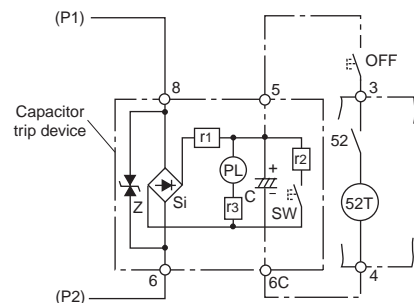 (P1)
OFF
8
5
3
Capacitor
trip device
r1
52
PL
+
r2
Z
Si
C
−
r3
SW
52T
6
6C
4
(P2)